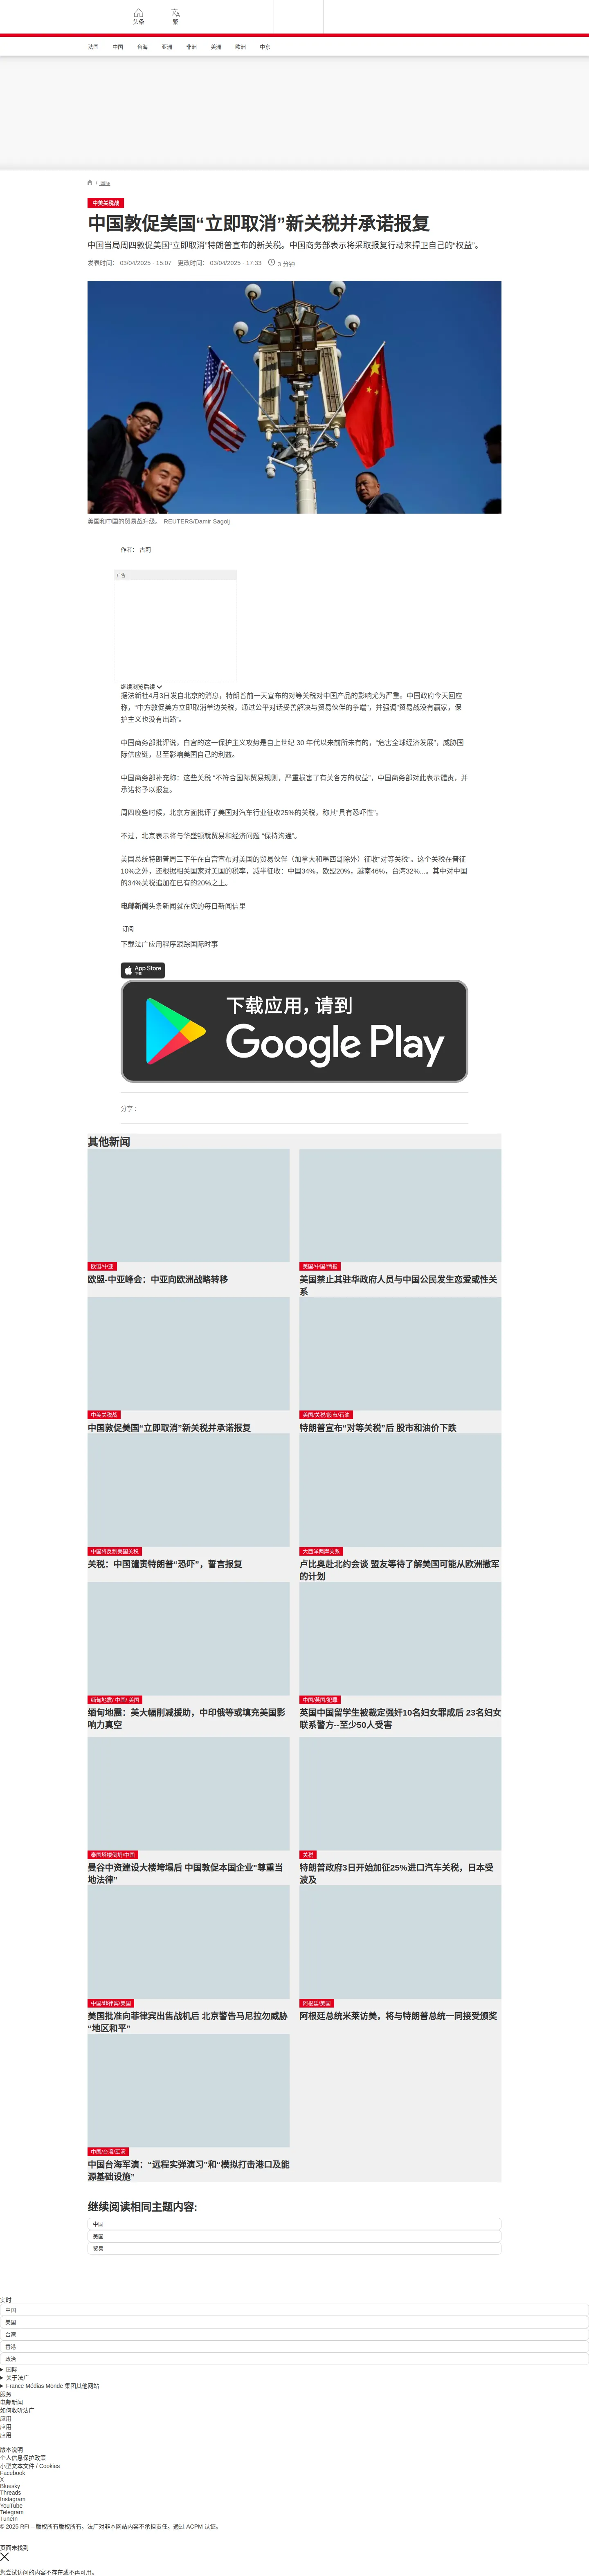 头条
繁
法国 中国 台海 亚洲 非洲 美洲 欧洲 中东
/ 国际
中美关税战
中国敦促美国“立即取消”新关税并承诺报复
中国当局周四敦促美国“立即取消”特朗普宣布的新关税。中国商务部表示将采取报复行动来捍卫自己的“权益”。
发表时间： 03/04/2025 - 15:07 更改时间： 03/04/2025 - 17:33 3 分钟
美国和中国的贸易战升级。 REUTERS/Damir Sagolj
作者： 古莉
广告
继续浏览后续
据法新社4月3日发自北京的消息，特朗普前一天宣布的对等关税对中国产品的影响尤为严重。中国政府今天回应
称，“中方敦促美方立即取消单边关税，通过公平对话妥善解决与贸易伙伴的争端”，并强调“贸易战没有赢家，保
护主义也没有出路”。
中国商务部批评说，白宫的这一保护主义攻势是自上世纪 30 年代以来前所未有的，“危害全球经济发展”，威胁国
际供应链，甚至影响美国自己的利益。
中国商务部补充称：这些关税 “不符合国际贸易规则，严重损害了有关各方的权益”，中国商务部对此表示谴责，并
承诺将予以报复。
周四晚些时候，北京方面批评了美国对汽车行业征收25%的关税，称其“具有恐吓性”。
不过，北京表示将与华盛顿就贸易和经济问题 “保持沟通”。
美国总统特朗普周三下午在白宫宣布对美国的贸易伙伴（加拿大和墨西哥除外）征收“对等关税”。这个关税在普征
10%之外，还根据相关国家对美国的税率，减半征收：中国34%，欧盟20%，越南46%，台湾32%...。其中对中国
的34%关税追加在已有的20%之上。
电邮新闻头条新闻就在您的每日新闻信里
订阅
下载法广应用程序跟踪国际时事
App Store
下载
下载应用，请到
Google Play
分享 :
其他新闻
欧盟/中亚
欧盟-中亚峰会：中亚向欧洲战略转移
美国/中国/情报
美国禁止其驻华政府人员与中国公民发生恋爱或性关
系
中美关税战
中国敦促美国“立即取消”新关税并承诺报复
美国/关税/股市/石油
特朗普宣布“对等关税”后 股市和油价下跌
中国将反制美国关税
关税：中国谴责特朗普“恐吓”，誓言报复
大西洋两岸关系
卢比奥赴北约会谈 盟友等待了解美国可能从欧洲撤军
的计划
缅甸地震/ 中国/ 美国
缅甸地震：美大幅削减援助，中印俄等或填充美国影
响力真空
中国/英国/犯罪
英国中国留学生被裁定强奸10名妇女罪成后 23名妇女
联系警方--至少50人受害
泰国塔楼倒坍/中国
曼谷中资建设大楼垮塌后 中国敦促本国企业”尊重当
地法律“
关税
特朗普政府3日开始加征25%进口汽车关税，日本受
波及
中国/菲律宾/美国
美国批准向菲律宾出售战机后 北京警告马尼拉勿威胁
“地区和平”
阿根廷/美国
阿根廷总统米莱访美，将与特朗普总统一同接受颁奖
中国/台湾/军演
中国台海军演：“远程实弹演习”和“模拟打击港口及能
源基础设施”
继续阅读相同主题内容:
中国
美国
贸易
实时
中国
美国
台湾
香港
政治
国际
关于法广
France Médias Monde 集团其他网站
服务
电邮新闻
如何收听法广
应用
应用
应用
版本说明
个人信息保护政策
小型文本文件 / Cookies
Facebook
X
Bluesky
Threads
Instagram
YouTube
Telegram
TuneIn
© 2025 RFI – 版权所有版权所有。法广对非本网站内容不承担责任。通过 ACPM 认证。
页面未找到
您尝试访问的内容不存在或不再可用。